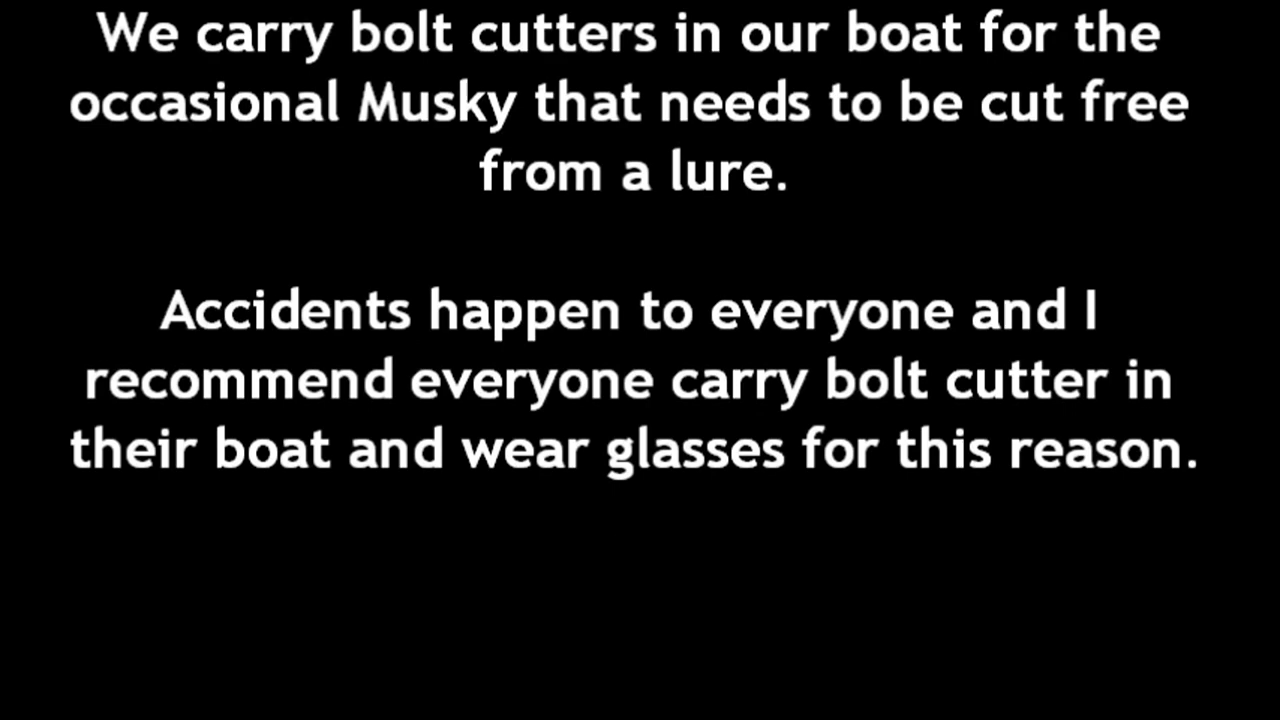 We carry bolt cutters in our boat for the
occasional Musky that needs to be cut free
from a lure.
Accidents happen to everyone and I
recommend everyone carry bolt cutter in
their boat and wear glasses for this reason.